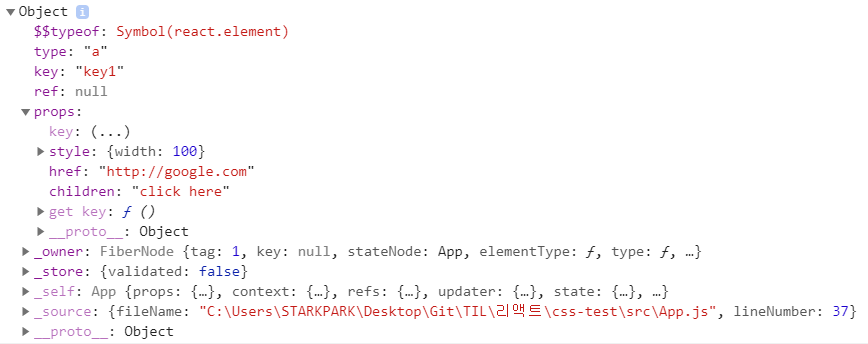 Object i
$$typeof: Symbol(react.element)
type: "a"
key: "key1"
ref: null
props:
key: (...)
style: {width: 100}
href: "http://google.com"
children: "click here"
get key: ƒ ()
__proto__: Object
_owner: FiberNode {tag: 1, key: null, stateNode: App, elementType: ƒ, type: ƒ, …}
_store: {validated: false}
_self: App {props: {…}, context: {…}, refs: {…}, updater: {…}, state: {…}, …}
_source: {fileName: "C:\Users\STARKPARK\Desktop\Git\TIL\리액트\css-test\src\App.js", lineNumber: 37}
__proto__: Object